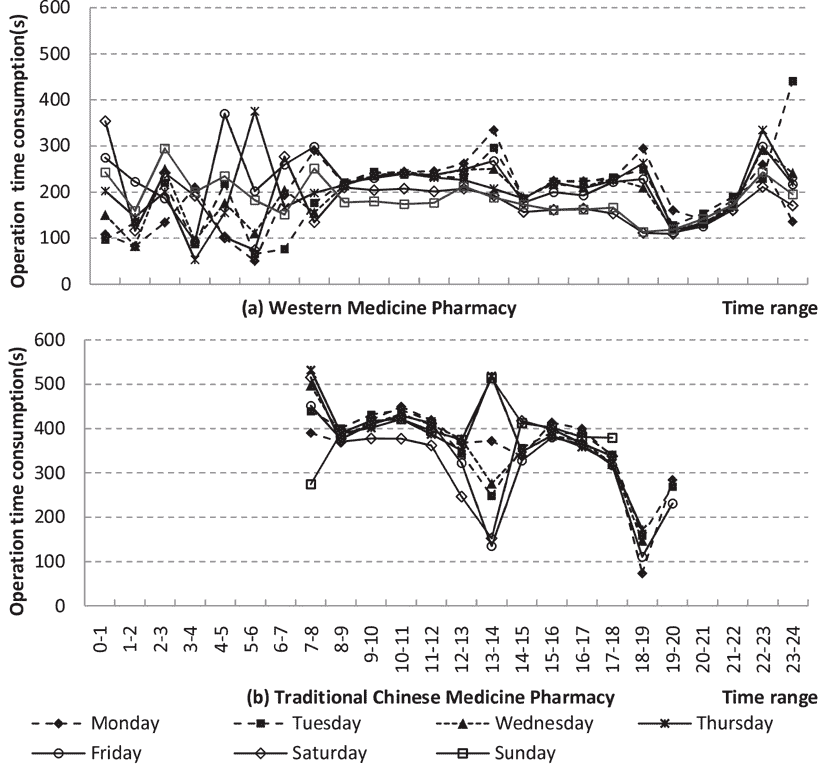 600
500
400
300
200
100
0
Operation time consumption(s)
(a) Western Medicine Pharmacy Time range
600
500
400
300
200
100
0
Operation time consumption(s)
0-1 1-2 2-3 3-4 4-5 5-6 6-7 7-8 8-9 9-10 10-11 11-12 12-13 13-14 14-15 15-16 16-17 17-18 18-19 19-20 20-21 21-22 22-23 23-24
(b) Traditional Chinese Medicine Pharmacy Time range
Monday Tuesday Wednesday Thursday
Friday Saturday Sunday